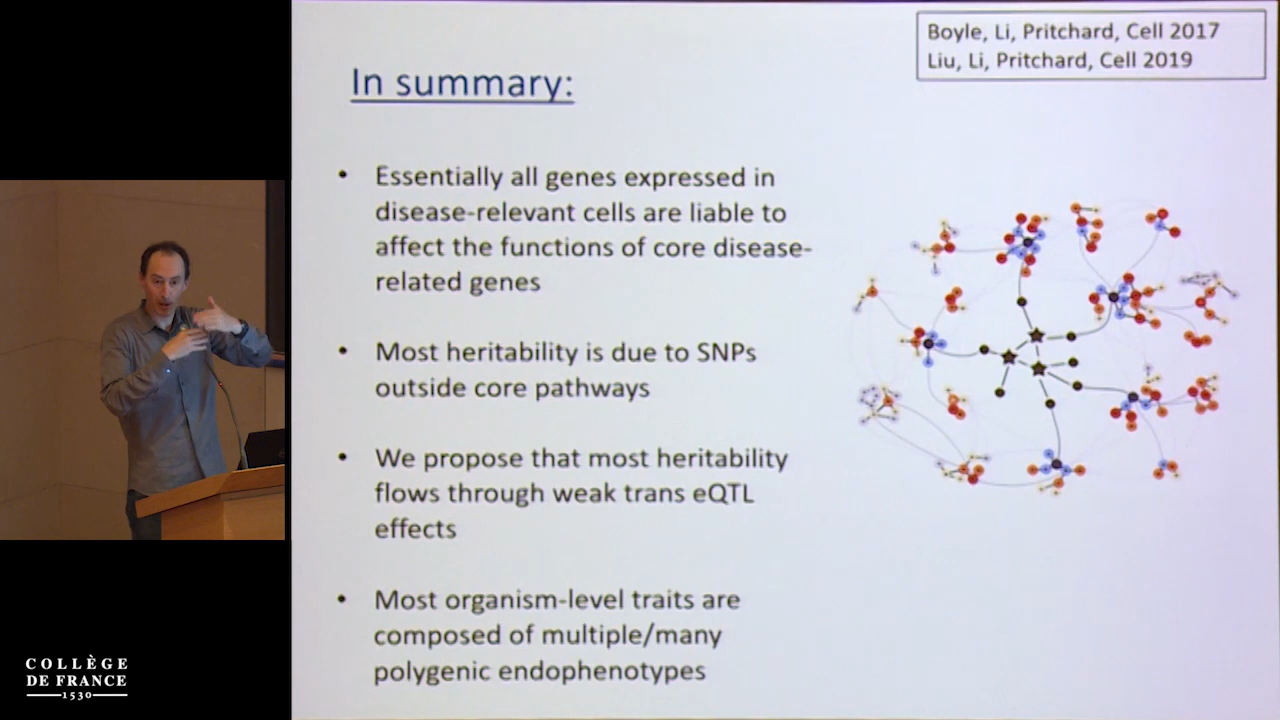 Boyle, Li, Pritchard, Cell 2017
Liu, Li, Pritchard, Cell 2019
In summary:
• Essentially all genes expressed in
disease-relevant cells are liable to
affect the functions of core disease-
related genes
• Most heritability is due to SNPs
outside core pathways
• We propose that most heritability
flows through weak trans eQTL
effects
• Most organism-level traits are
composed of multiple/many
polygenic endophenotypes
COLLÈGE
DE FRANCE
1530